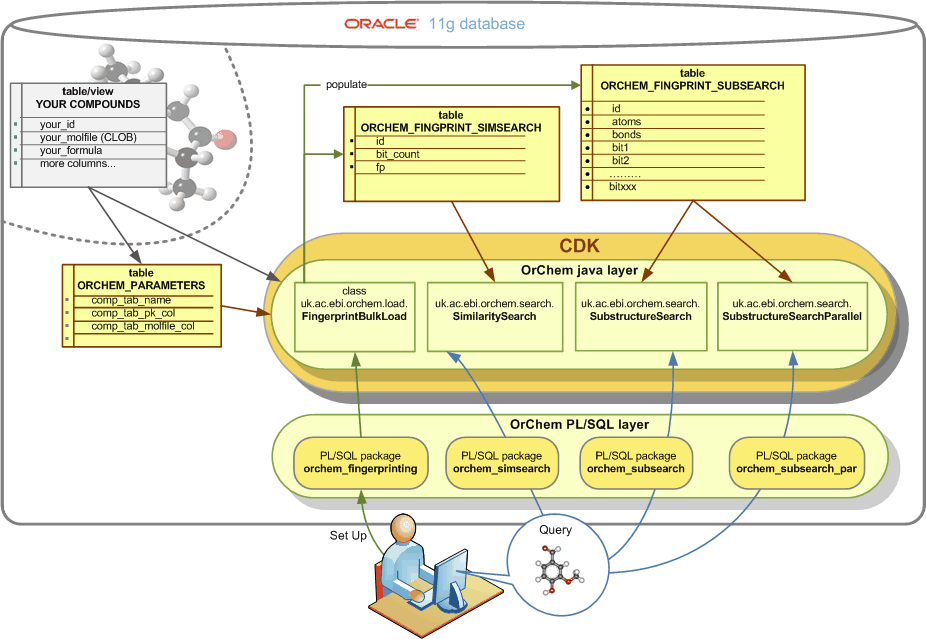 ORACLE 11g database
table/view
YOUR COMPOUNDS
your_id
your_molfile (CLOB)
your_formula
more columns...
populate
table
ORCHEM_FINGPRINT_SIMSEARCH
id
bit_count
fp
table
ORCHEM_FINGPRINT_SUBSEARCH
id
atoms
bonds
bit1
bit2
.........
bitxxx
table
ORCHEM_PARAMETERS
comp_tab_name
comp_tab_pk_col
comp_tab_molfile_col
CDK
OrChem java layer
class
uk.ac.ebi.orchem.load.
FingerprintBulkLoad
uk.ac.ebi.orchem.search.
SimilaritySearch
uk.ac.ebi.orchem.search.
SubstructureSearch
uk.ac.ebi.orchem.search.
SubstructureSearchParallel
OrChem PL/SQL layer
PL/SQL package
orchem_fingerprinting
PL/SQL package
orchem_simsearch
PL/SQL package
orchem_subsearch
PL/SQL package
orchem_subsearch_par
Set Up
Query